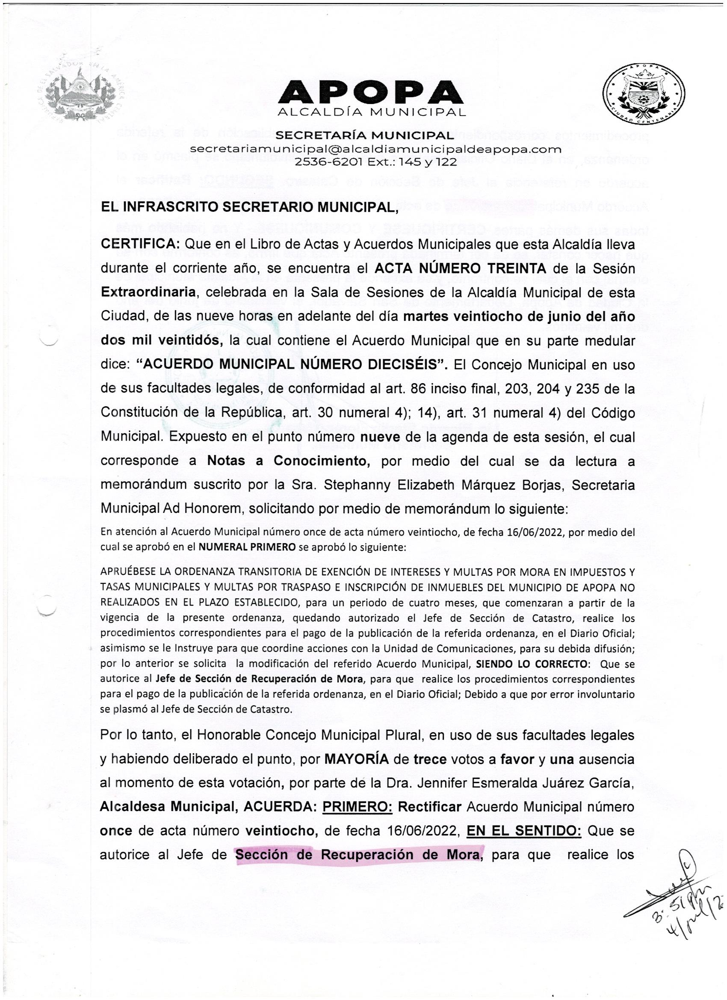 REPÚBLICA DE EL SALVADOR EN LA AMÉRICA CENTRAL
APOPA
CIUDAD CENTENARIA
APOPA
ALCALDÍA MUNICIPAL
SECRETARÍA MUNICIPAL
secretariamunicipal@alcaldiamunicipaldeapopa.com
2536-6201 Ext.: 145 y 122
EL INFRASCRITO SECRETARIO MUNICIPAL,
CERTIFICA: Que en el Libro de Actas y Acuerdos Municipales que esta Alcaldía lleva
durante el corriente año, se encuentra el ACTA NÚMERO TREINTA de la Sesión
Extraordinaria, celebrada en la Sala de Sesiones de la Alcaldía Municipal de esta
Ciudad, de las nueve horas en adelante del día martes veintiocho de junio del año
dos mil veintidós, la cual contiene el Acuerdo Municipal que en su parte medular
dice: “ACUERDO MUNICIPAL NÚMERO DIECISÉIS”. El Concejo Municipal en uso
de sus facultades legales, de conformidad al art. 86 inciso final, 203, 204 y 235 de la
Constitución de la República, art. 30 numeral 4); 14), art. 31 numeral 4) del Código
Municipal. Expuesto en el punto número nueve de la agenda de esta sesión, el cual
corresponde a Notas a Conocimiento, por medio del cual se da lectura a
memorándum suscrito por la Sra. Stephanny Elizabeth Márquez Borjas, Secretaria
Municipal Ad Honorem, solicitando por medio de memorándum lo siguiente:
En atención al Acuerdo Municipal número once de acta número veintiocho, de fecha 16/06/2022, por medio del
cual se aprobó en el NUMERAL PRIMERO se aprobó lo siguiente:
APRUÉBESE LA ORDENANZA TRANSITORIA DE EXENCIÓN DE INTERESES Y MULTAS POR MORA EN IMPUESTOS Y
TASAS MUNICIPALES Y MULTAS POR TRASPASO E INSCRIPCIÓN DE INMUEBLES DEL MUNICIPIO DE APOPA NO
REALIZADOS EN EL PLAZO ESTABLECIDO, para un periodo de cuatro meses, que comenzaran a partir de la
vigencia de la presente ordenanza, quedando autorizado el Jefe de Sección de Catastro, realice los
procedimientos correspondientes para el pago de la publicación de la referida ordenanza, en el Diario Oficial;
asimismo se le Instruye para que coordine acciones con la Unidad de Comunicaciones, para su debida difusión;
por lo anterior se solicita la modificación del referido Acuerdo Municipal, SIENDO LO CORRECTO: Que se
autorice al Jefe de Sección de Recuperación de Mora, para que realice los procedimientos correspondientes
para el pago de la publicación de la referida ordenanza, en el Diario Oficial; Debido a que por error involuntario
se plasmó al Jefe de Sección de Catastro.
Por lo tanto, el Honorable Concejo Municipal Plural, en uso de sus facultades legales
y habiendo deliberado el punto, por MAYORÍA de trece votos a favor y una ausencia
al momento de esta votación, por parte de la Dra. Jennifer Esmeralda Juárez García,
Alcaldesa Municipal, ACUERDA: PRIMERO: Rectificar Acuerdo Municipal número
once de acta número veintiocho, de fecha 16/06/2022, EN EL SENTIDO: Que se
autorice al Jefe de Sección de Recuperación de Mora, para que realice los
3:51pm
4/jul/2